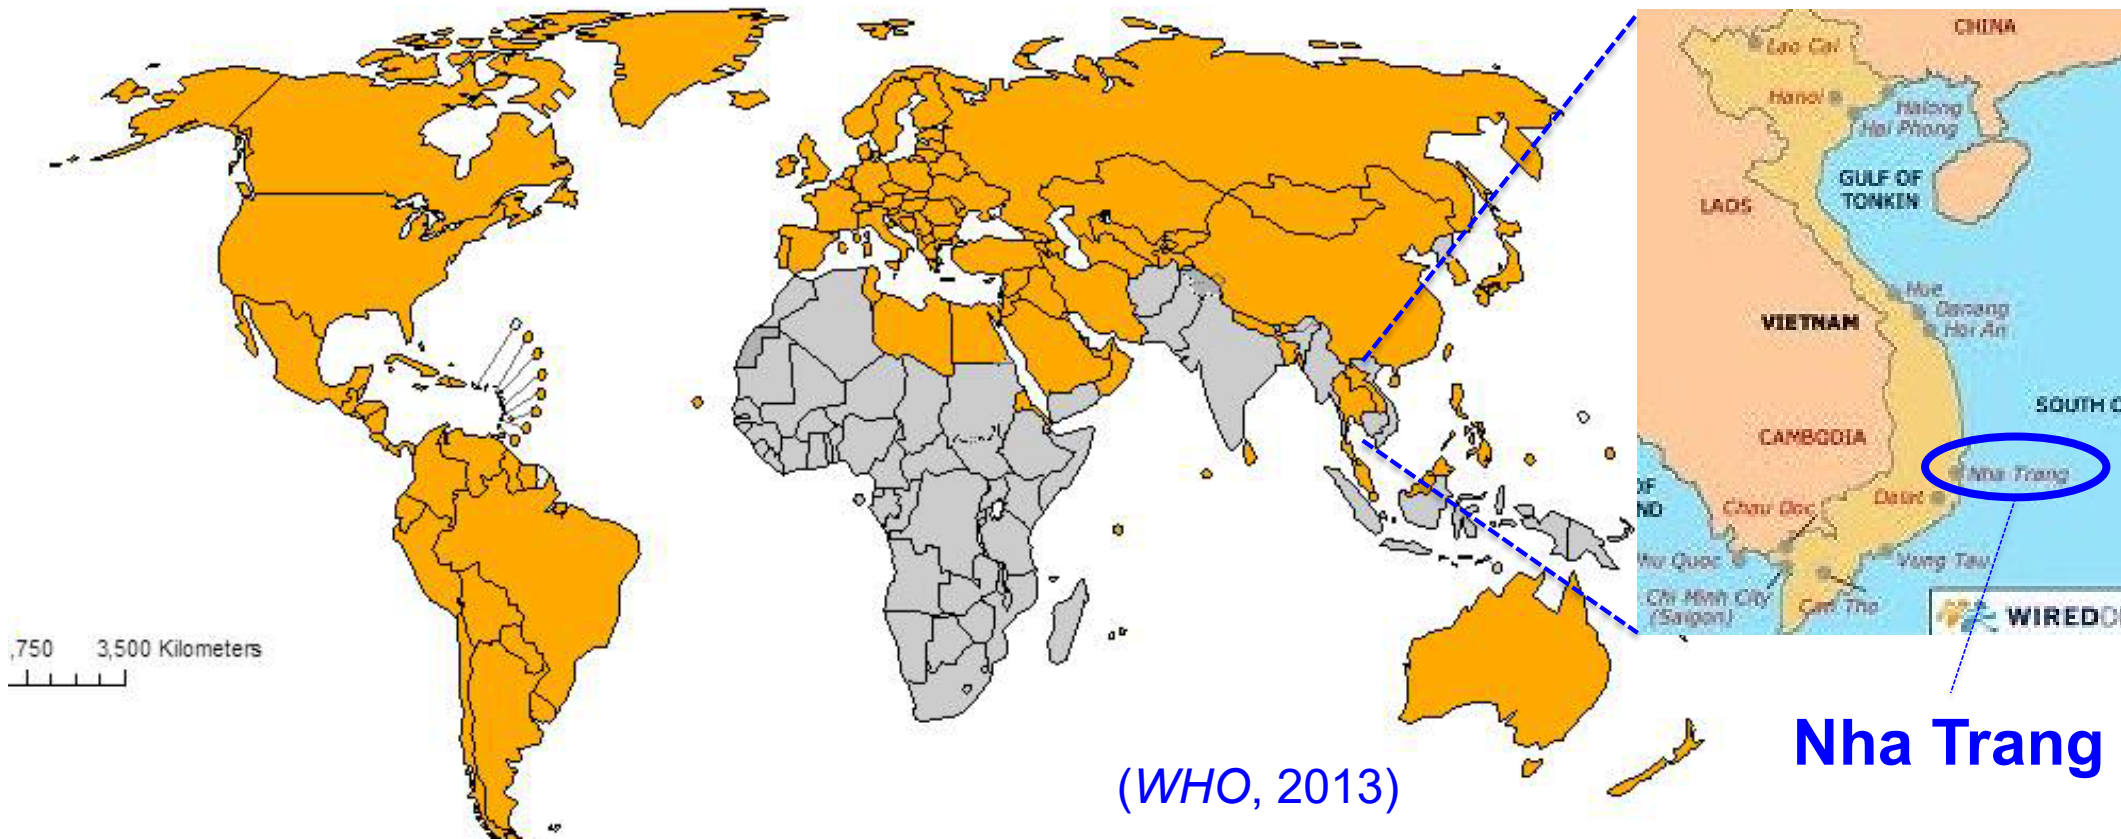 CHINA
Lao Cai
Hanoi
Halong
Hai Phong
GULF OF
TONKIN
LAOS
Hue
Danang
Hoi An
VIETNAM
SOUTH C
CAMBODIA
Nha Trang
Dalat
Chau Doc
OF
ND
Phu Quoc
Vung Tau
Chi Minh City
(Saigon)
Can Tho
WIRED
,750 3,500 Kilometers
Nha Trang
(WHO, 2013)